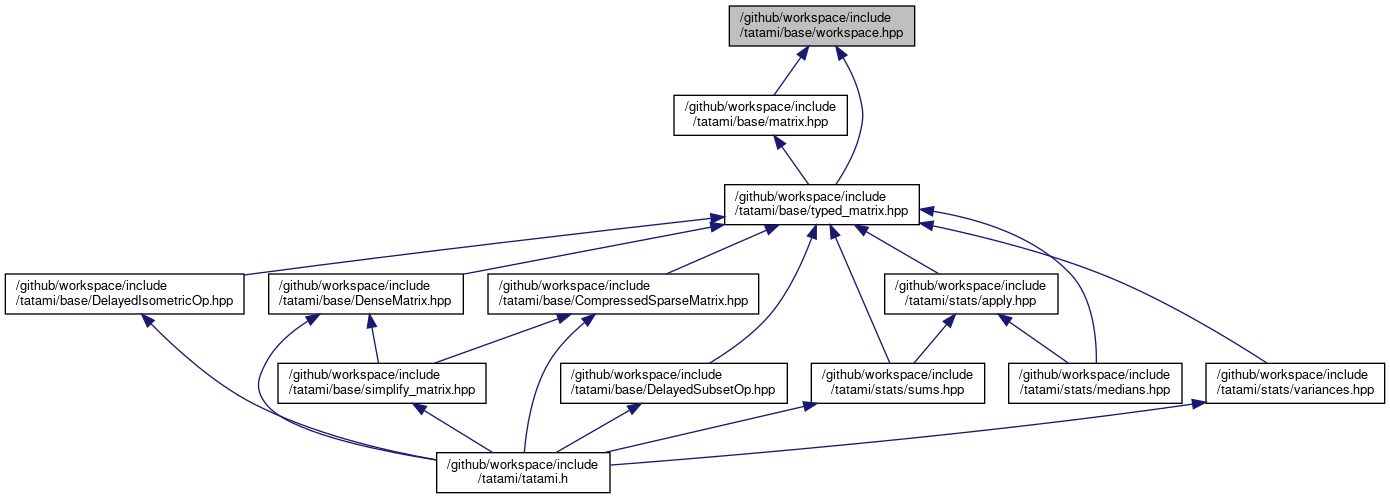 /github/workspace/include
/tatami/base/workspace.hpp
/github/workspace/include
/tatami/base/matrix.hpp
/github/workspace/include
/tatami/base/typed_matrix.hpp
/github/workspace/include
/tatami/base/DelayedIsometricOp.hpp
/github/workspace/include
/tatami/base/DenseMatrix.hpp
/github/workspace/include
/tatami/base/CompressedSparseMatrix.hpp
/github/workspace/include
/tatami/stats/apply.hpp
/github/workspace/include
/tatami/base/simplify_matrix.hpp
/github/workspace/include
/tatami/base/DelayedSubsetOp.hpp
/github/workspace/include
/tatami/stats/sums.hpp
/github/workspace/include
/tatami/stats/medians.hpp
/github/workspace/include
/tatami/stats/variances.hpp
/github/workspace/include
/tatami/tatami.h